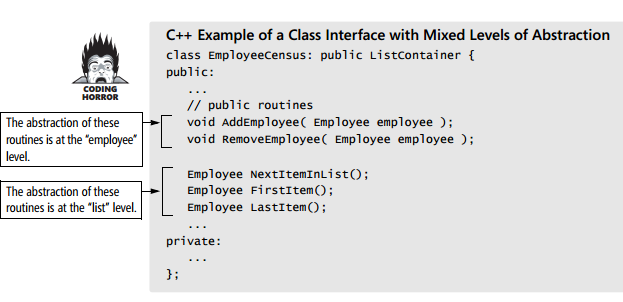 C++ Example of a Class Interface with Mixed Levels of Abstraction
class EmployeeCensus: public ListContainer {
public:
...
// public routines
void AddEmployee( Employee employee );
void RemoveEmployee( Employee employee );
Employee NextItemInList();
Employee FirstItem();
Employee LastItem();
...
private:
...
};
CODING
HORROR
The abstraction of these
routines is at the “employee”
level.
The abstraction of these
routines is at the “list” level.